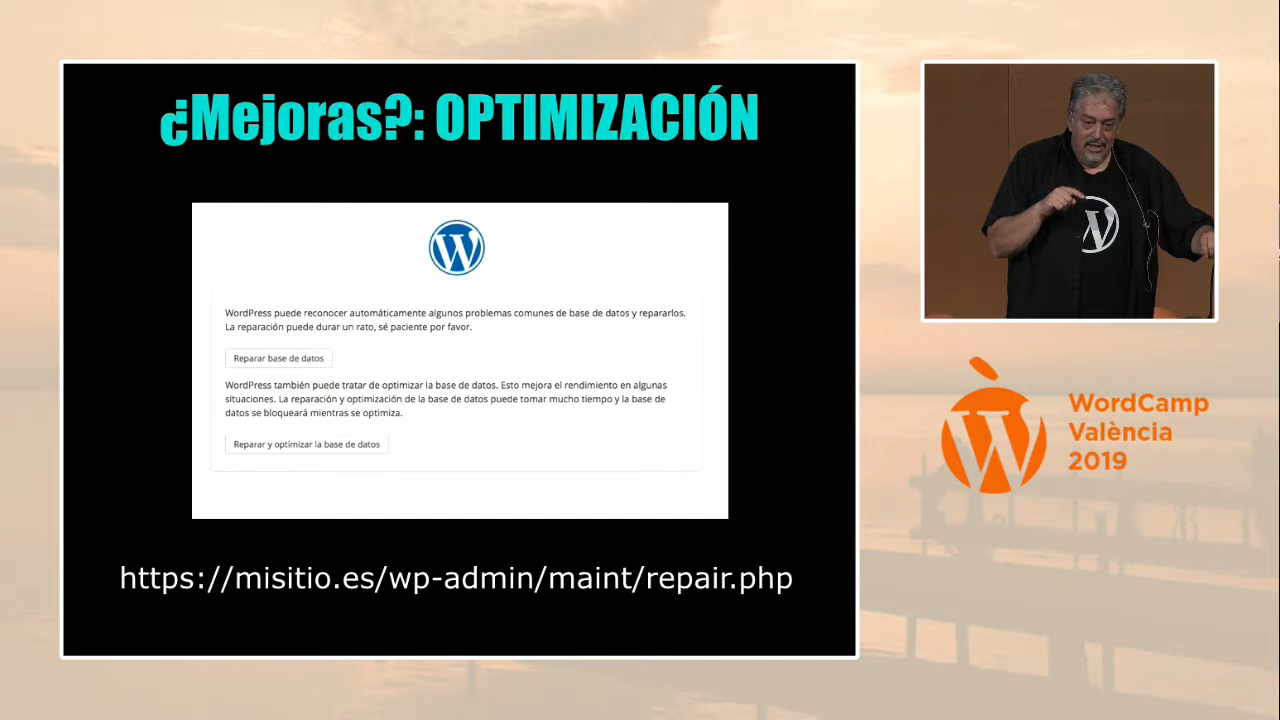 ¿Mejoras?: OPTIMIZACIÓN
WordPress puede reconocer automáticamente algunos problemas comunes de base de datos y repararlos.
La reparación puede durar un rato, sé paciente por favor.
Reparar base de datos
WordPress también puede tratar de optimizar la base de datos. Esto mejora el rendimiento en algunas
situaciones. La reparación y optimización de la base de datos puede tomar mucho tiempo y la base de
datos se bloqueará mientras se optimiza.
Reparar y optimizar la base de datos
https://misitio.es/wp-admin/maint/repair.php
WordCamp
València
2019